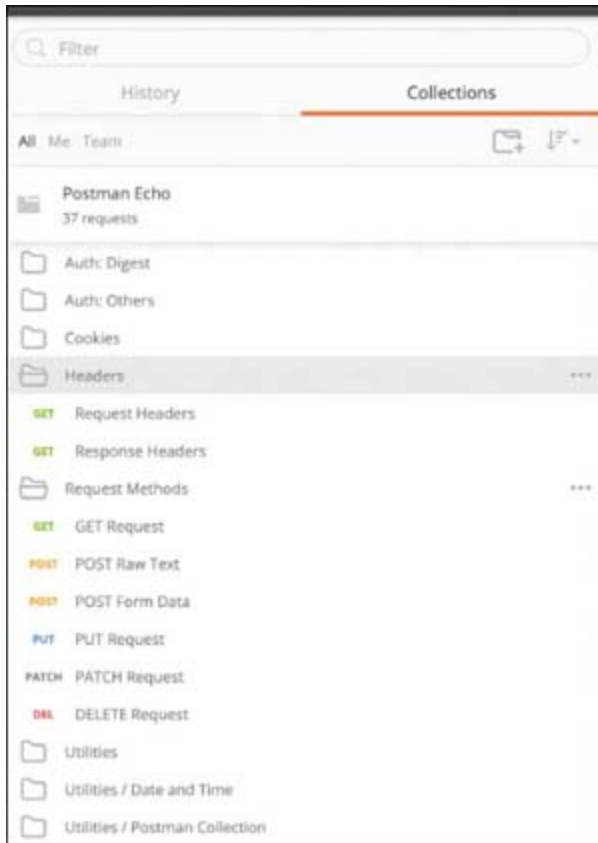 Filter
History Collections
All Me Team
Postman Echo
37 requests
Auth: Digest
Auth: Others
Cookies
Headers
GET Request Headers
GET Response Headers
Request Methods
GET GET Request
POST POST Raw Text
POST POST Form Data
PUT PUT Request
PATCH PATCH Request
DEL DELETE Request
Utilities
Utilities / Date and Time
Utilities / Postman Collection